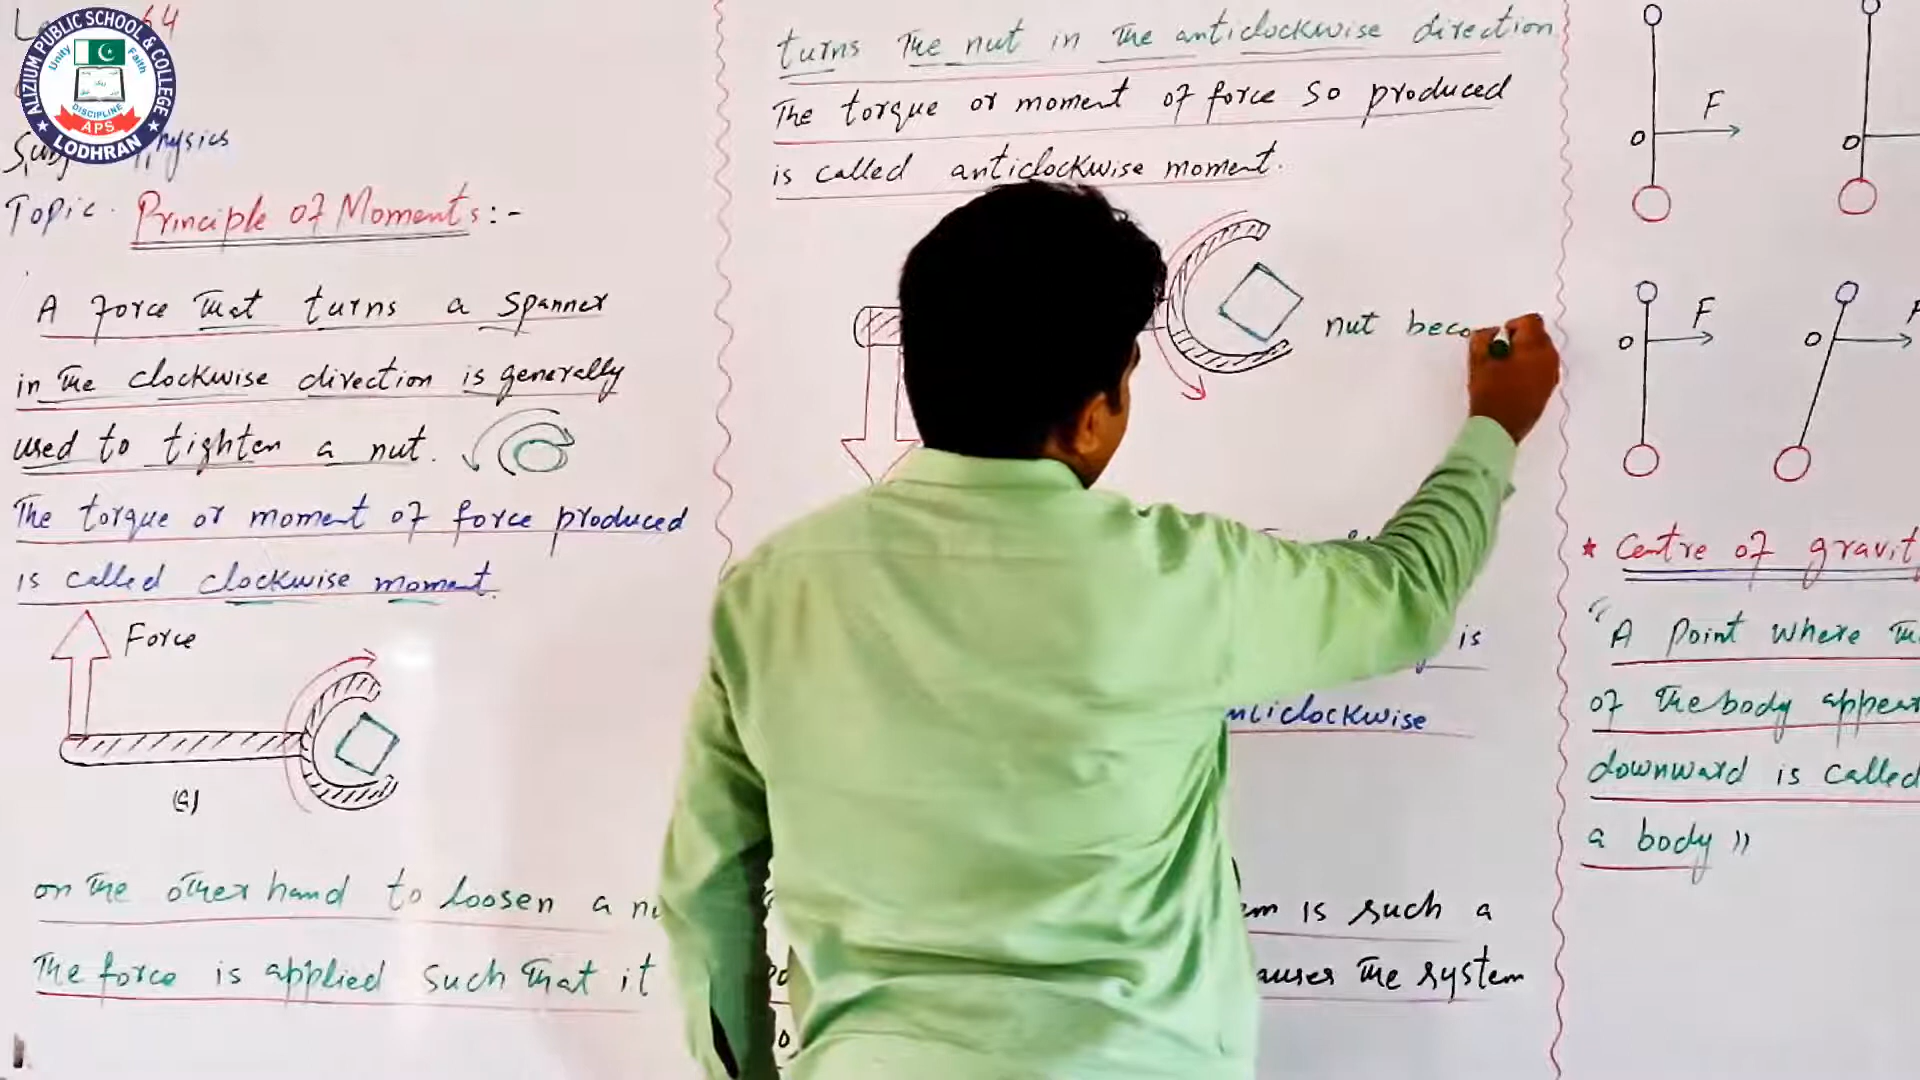 64
ALIZIUM PUBLIC SCHOOL & COLLEGE
Unity
Faith
DISCIPLINE
APS
LODHRAN
Topic. Principle of Moments:-
A force that turns a spanner
in the clockwise direction is generally
used to tighten a nut.
The torque or moment of force produced
is called clockwise moment.
Force
(a)
on the other hand to loosen a
The force is applied such that it
turns the nut in the anticlockwise direction
The torque or moment of force so produced
is called anticlockwise moment.
nut beco
is
anticlockwise
is such a
the system
F
o
o
F
o
o
F
* Centre of gravit
" A point where
of the body appear
downward is called
a body "